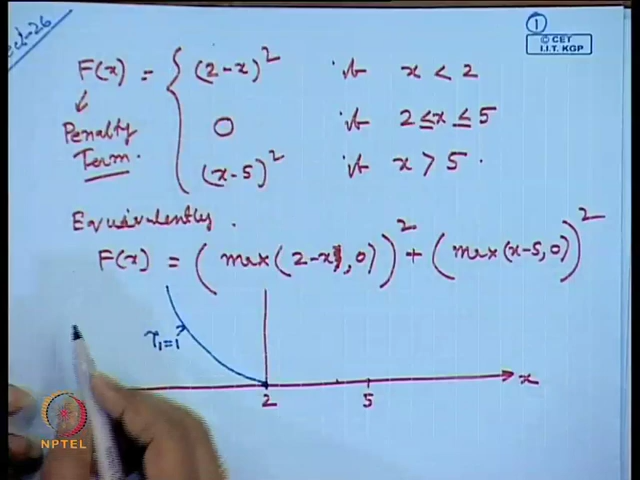 Lect-26
1
© CET
I.I.T. KGP
F(x) = { (2-x)² if x < 2
Penalty 0 if 2 ≤ x ≤ 5
Term. (x-5)² if x > 5.
Equivalently.
F(x) = (max(2-x, 0))² + (max(x-5, 0))²
r₁=1
2 5 x
NPTEL